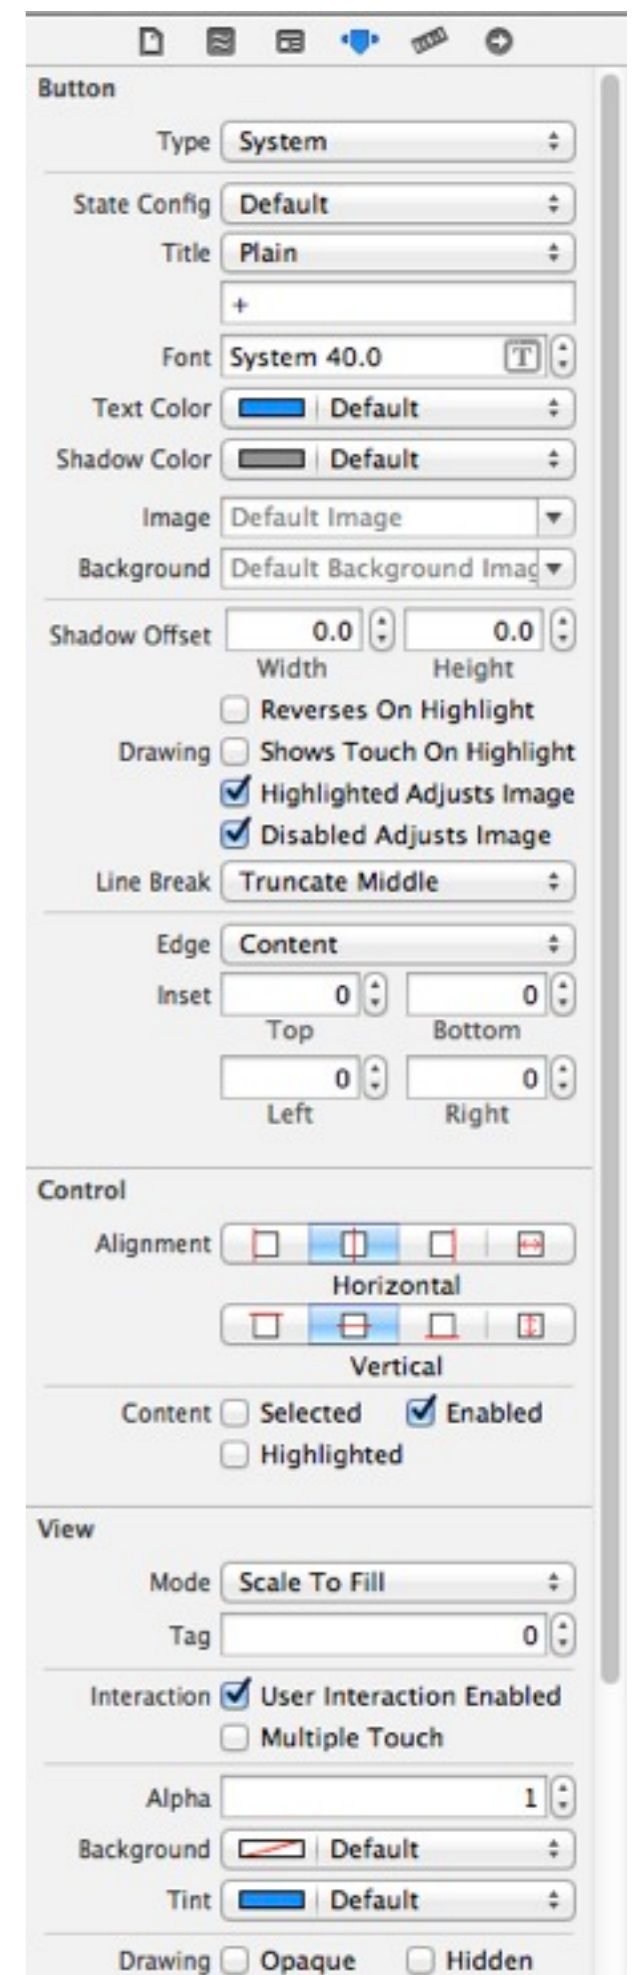 Button
Type System
State Config Default
Title Plain
+
Font System 40.0 T
Text Color Default
Shadow Color Default
Image Default Image
Background Default Background Imag
Shadow Offset 0.0 0.0
Width Height
Reverses On Highlight
Drawing Shows Touch On Highlight
Highlighted Adjusts Image
Disabled Adjusts Image
Line Break Truncate Middle
Edge Content
Inset 0 0
Top Bottom
0 0
Left Right
Control
Alignment
Horizontal
Vertical
Content Selected Enabled
Highlighted
View
Mode Scale To Fill
Tag 0
Interaction User Interaction Enabled
Multiple Touch
Alpha 1
Background Default
Tint Default
Drawing Opaque Hidden